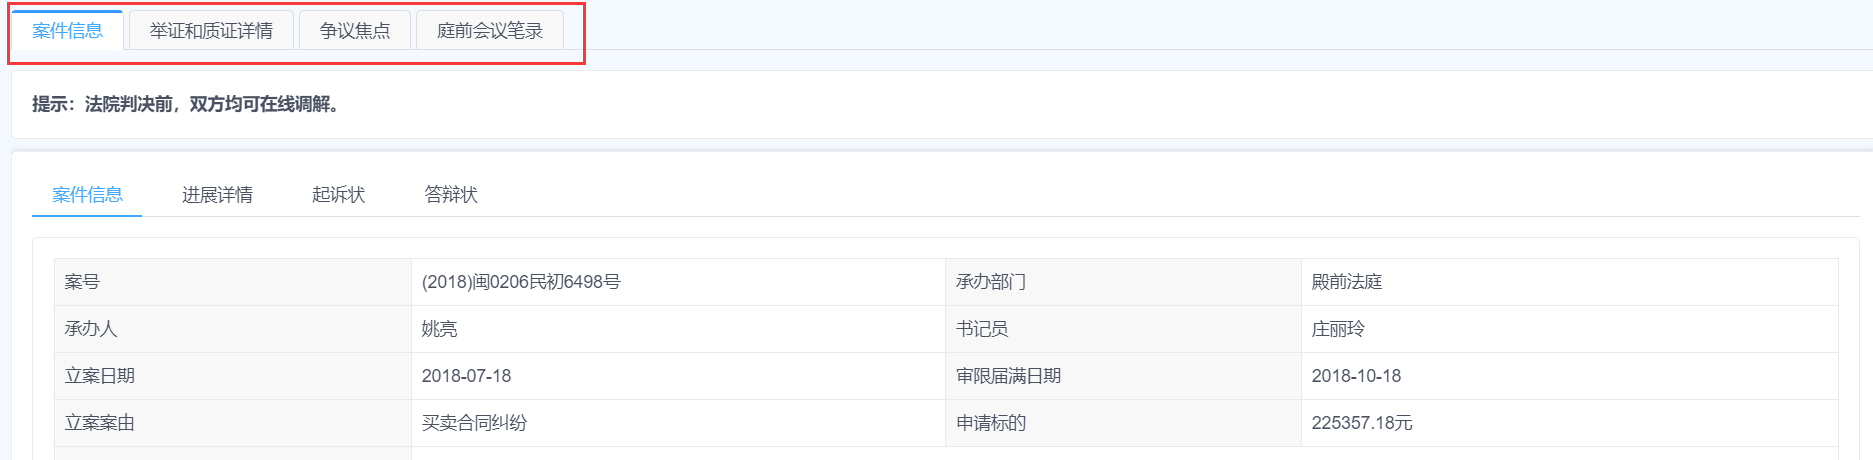 案件信息 举证和质证详情 争议焦点 庭前会议笔录
提示：法院判决前，双方均可在线调解。
案件信息 进展详情 起诉状 答辩状
案号 (2018)闽0206民初6498号 承办部门 殿前法庭
承办人 姚亮 书记员 庄丽玲
立案日期 2018-07-18 审限届满日期 2018-10-18
立案案由 买卖合同纠纷 申请标的 225357.18元